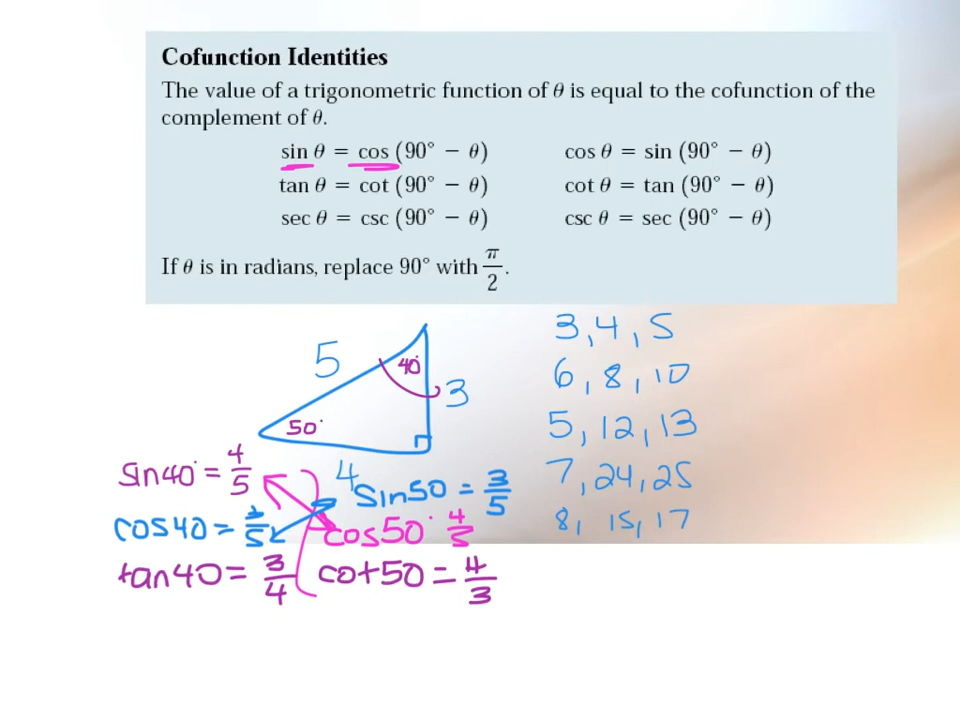 Cofunction Identities
The value of a trigonometric function of θ is equal to the cofunction of the
complement of θ.
sin θ = cos (90° − θ) cos θ = sin (90° − θ)
tan θ = cot (90° − θ) cot θ = tan (90° − θ)
sec θ = csc (90° − θ) csc θ = sec (90° − θ)
If θ is in radians, replace 90° with π/2.
3, 4, 5
5 40° 3
6, 8, 10
50°
5, 12, 13
4
sin40° = 4/5
7, 24, 25
sin50 = 3/5
8, 15, 17
cos40 = 3/5 cos50° 4/5
tan40 = 3/4 cot50 = 4/3